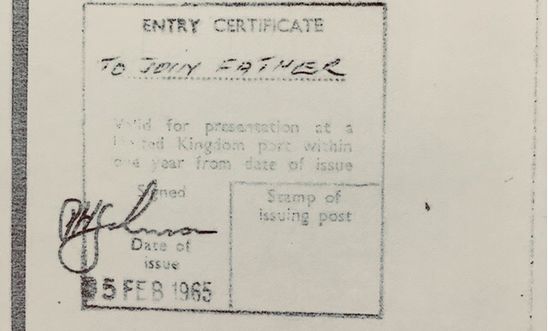 ENTRY CERTIFICATE
TO JOIN FATHER
Valid for presentation at a
United Kingdom port within
one year from date of issue
Signed
Stamp of
issuing post
Date of
issue
5 FEB 1965